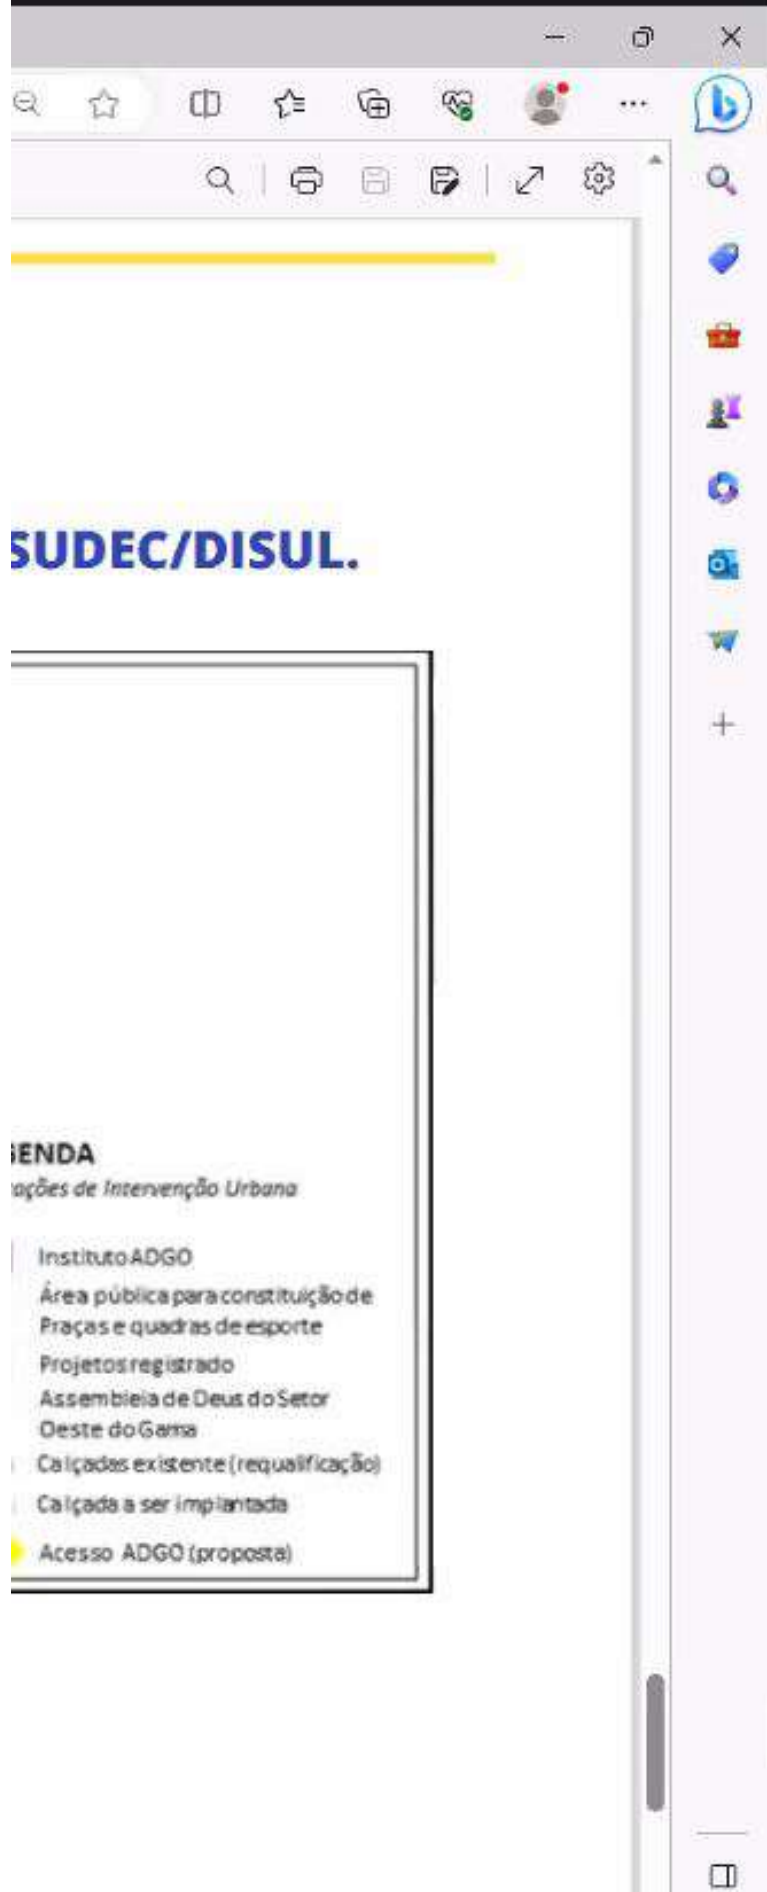 SUDEC/DISUL.
GENDA
ações de Intervenção Urbana
Instituto ADGO
Área pública para constituição de
Praças e quadras de esporte
Projetos registrado
Assembleia de Deus do Setor
Oeste do Gama
Calçadas existente (requalificação)
Calçada a ser implantada
Acesso ADGO (proposta)